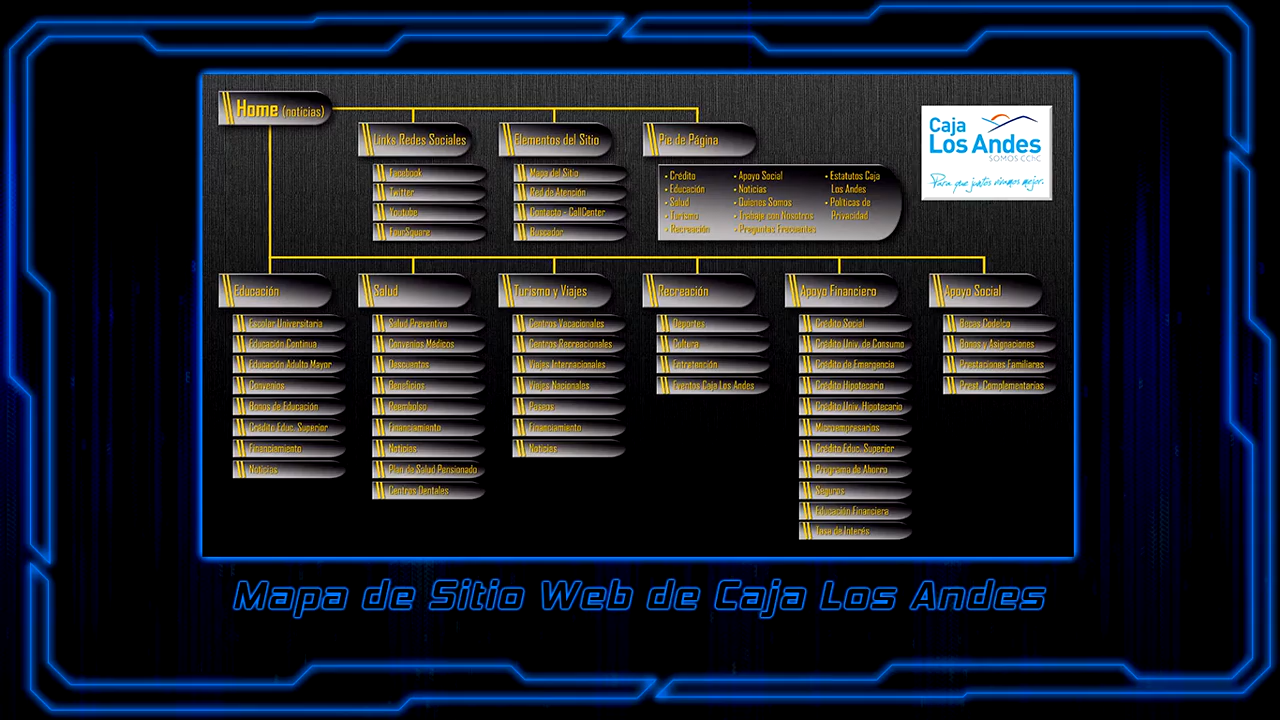 Home (noticias)
Links Redes Sociales
Facebook
Twitter
Youtube
FourSquare
Elementos del Sitio
Mapa del Sitio
Red de Atención
Contacto - CallCenter
Buscador
Pie de Página
• Crédito
• Educación
• Salud
• Turismo
• Recreación
• Apoyo Social
• Noticias
• Quienes Somos
• Trabaje con Nosotros
• Preguntas Frecuentes
• Estatutos Caja
Los Andes
• Políticas de
Privacidad
Caja
Los Andes
SOMOS CChC
Para que juntos vivamos mejor.
Educación
Escolar Universitaria
Educación Continua
Educación Adulto Mayor
Convenios
Bonos de Educación
Crédito Educ. Superior
Financiamiento
Noticias
Salud
Salud Preventiva
Convenios Médicos
Descuentos
Beneficios
Reembolso
Financiamiento
Noticias
Plan de Salud Pensionado
Centros Dentales
Turismo y Viajes
Centros Vacacionales
Centros Recreacionales
Viajes Internacionales
Viajes Nacionales
Paseos
Financiamiento
Noticias
Recreación
Deportes
Cultura
Entretención
Eventos Caja Los Andes
Apoyo Financiero
Crédito Social
Crédito Univ. de Consumo
Crédito de Emergencia
Crédito Hipotecario
Crédito Univ. Hipotecario
Microempresarios
Crédito Educ. Superior
Programa de Ahorro
Seguros
Educación Financiera
Tasa de Interés
Apoyo Social
Becas Codelco
Bonos y Asignaciones
Prestaciones Familiares
Prest. Complementarias
Mapa de Sitio Web de Caja Los Andes